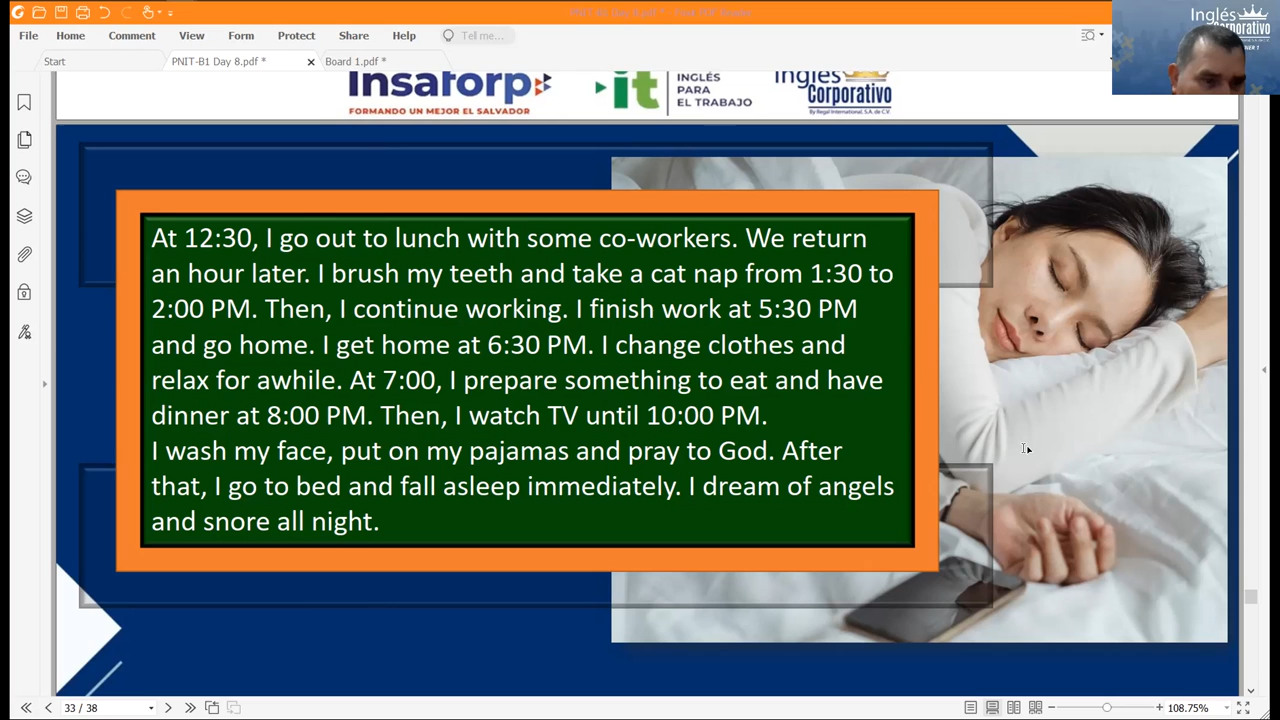 File Home Comment View Form Protect Share Help Tell me...
Start PNIT-B1 Day 8.pdf * Board 1.pdf *
Inglés
Corporativo
Insaforp
FORMANDO UN MEJOR EL SALVADOR
it
INGLÉS
PARA
EL TRABAJO
Inglés
Corporativo
By Regal International, S.A. de C.V.
At 12:30, I go out to lunch with some co-workers. We return
an hour later. I brush my teeth and take a cat nap from 1:30 to
2:00 PM. Then, I continue working. I finish work at 5:30 PM
and go home. I get home at 6:30 PM. I change clothes and
relax for awhile. At 7:00, I prepare something to eat and have
dinner at 8:00 PM. Then, I watch TV until 10:00 PM.
I wash my face, put on my pajamas and pray to God. After
that, I go to bed and fall asleep immediately. I dream of angels
and snore all night.
33 / 38
108.75%